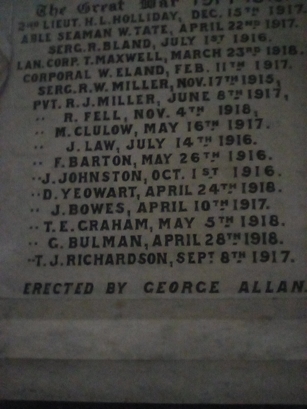 The Great War
2ND LIEUT. H.L. HOLLIDAY, DEC. 15TH 1917.
ABLE SEAMAN W. TATE, APRIL 22ND 1917.
SERG. R. BLAND, JULY 1ST 1916.
LAN. CORP. T. MAXWELL, MARCH 23RD 1918.
CORPORAL W. ELAND, FEB. 11TH 1917.
SERG. R.W. MILLER, NOV. 17TH 1915,
PVT. R.J. MILLER, JUNE 8TH 1917,
" R. FELL, NOV. 4TH 1918,
" M. CLULOW, MAY 16TH 1917.
" J. LAW, JULY 14TH 1916.
" F. BARTON, MAY 26TH 1916.
" J. JOHNSTON, OCT. 1ST 1916.
" D. YEOWART, APRIL 24TH 1918.
" J. BOWES, APRIL 10TH 1917.
" T.E. GRAHAM, MAY 5TH 1918.
" G. BULMAN, APRIL 28TH 1918.
" T.J. RICHARDSON, SEPT 8TH 1917.
ERECTED BY GEORGE ALLAN